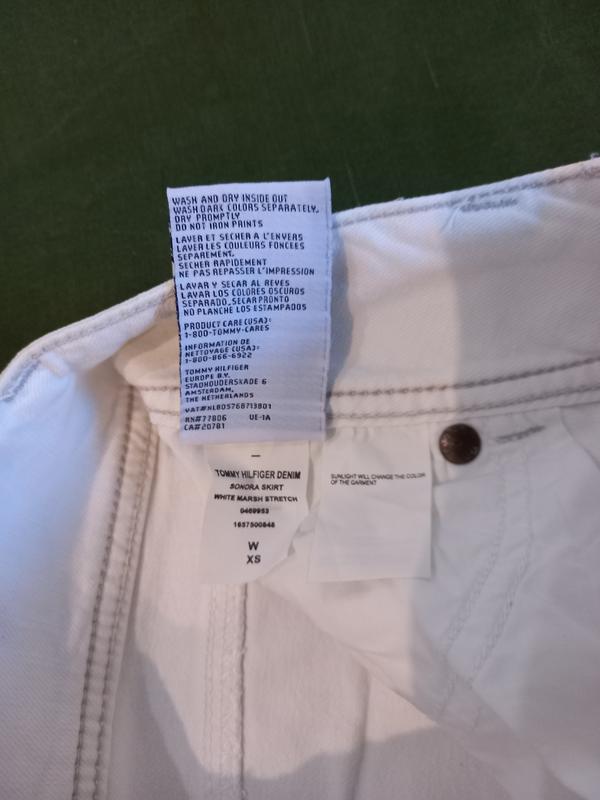 WASH AND DRY INSIDE OUT
WASH DARK COLORS SEPARATELY.
DRY PROMPTLY
DO NOT IRON PRINTS
LAVER ET SECHER A L'ENVERS
LAVER LES COULEURS FONCEES
SEPAREMENT.
SECHER RAPIDEMENT
NE PAS REPASSER L'IMPRESSION
LAVAR Y SECAR AL REVES
LAVAR LOS COLORES OSCUROS
SEPARADO, SECAR PRONTO
NO PLANCHE LOS ESTAMPADOS
PRODUCT CARE (USA):
1-800-TOMMY-CARES
INFORMATION DE
NETTOYAGE (USA):
1-800-866-6922
TOMMY HILFIGER
EUROPE B.V.
STADHOUDERSKADE 6
AMSTERDAM,
THE NETHERLANDS
VAT#NL805768713B01
RN#77806 UE-1A
CA#20781
TOMMY HILFIGER DENIM
SONORA SKIRT
WHITE MARSH STRETCH
0469953
1657500848
W
XS
SUNLIGHT WILL CHANGE THE COLOR
OF THE GARMENT